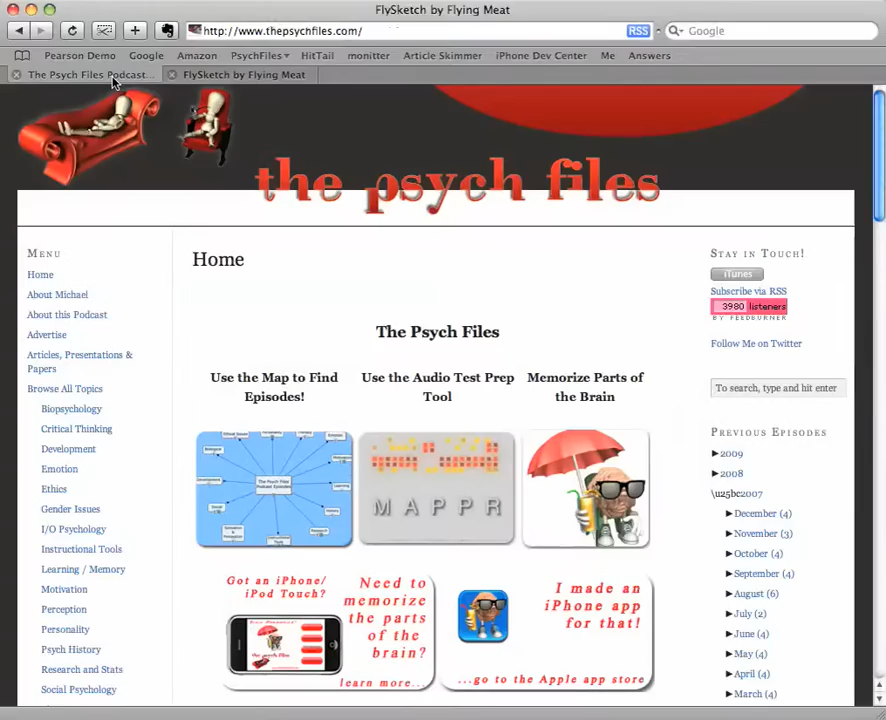 FlySketch by Flying Meat
http://www.thepsychfiles.com/
RSS
Google
Pearson Demo
Google
Amazon
PsychFiles
HitTail
monitter
Article Skimmer
iPhone Dev Center
Me
Answers
The Psych Files Podcast...
FlySketch by Flying Meat
the psych files
Menu
Home
About Michael
About this Podcast
Advertise
Articles, Presentations &
Papers
Browse All Topics
Biopsychology
Critical Thinking
Development
Emotion
Ethics
Gender Issues
I/O Psychology
Instructional Tools
Learning / Memory
Motivation
Perception
Personality
Psych History
Research and Stats
Social Psychology
Home
The Psych Files
Use the Map to Find
Episodes!
Use the Audio Test Prep
Tool
Memorize Parts of
the Brain
The Psych Files
Podcast Episodes
MAPPR
Got an iPhone/
iPod Touch?
Need to
memorize
the parts
of the
brain?
learn more...
I made an
iPhone app
for that!
...go to the Apple app store
Stay in Touch!
iTunes
Subscribe via RSS
3980 listeners
BY FEEDBURNER
Follow Me on Twitter
To search, type and hit enter
Previous Episodes
►2009
►2008
\u25bc2007
►December (4)
►November (3)
►October (4)
►September (4)
►August (6)
►July (2)
►June (4)
►May (4)
►April (4)
►March (4)